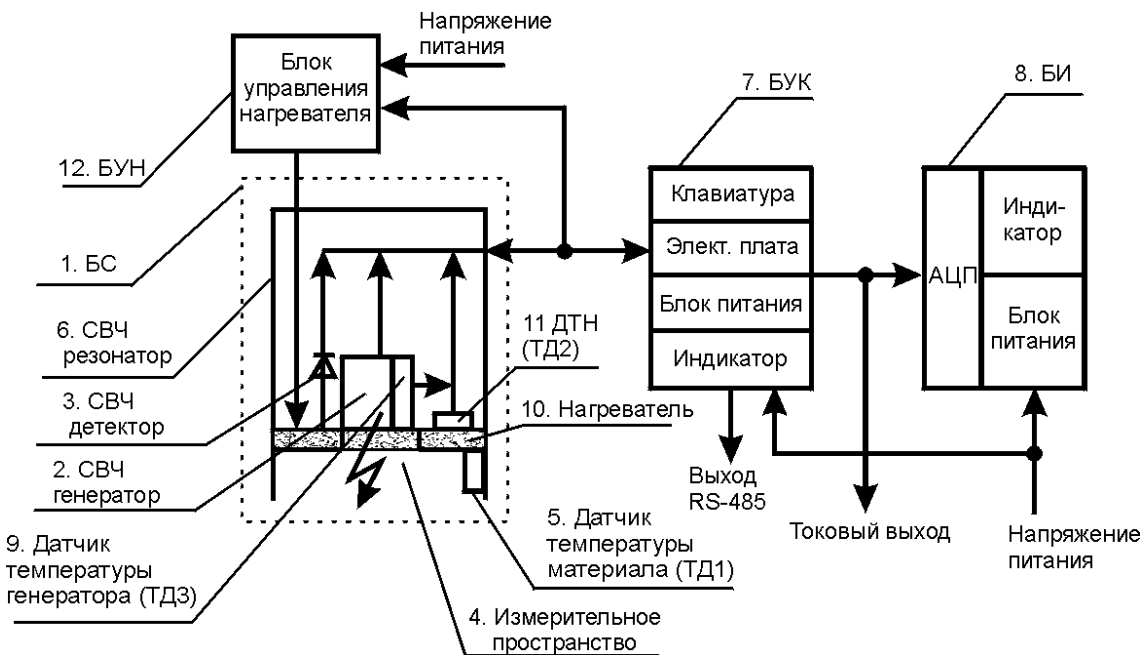 Напряжение
питания
Блок
управления
нагревателя
7. БУК
8. БИ
12. БУН
Клавиатура
Элект. плата
Блок питания
Индикатор
АЦП
Инди-
катор
Блок
питания
1. БС
6. СВЧ
резонатор
3. СВЧ
детектор
2. СВЧ
генератор
9. Датчик
температуры
генератора (ТД3)
11 ДТН
(ТД2)
10. Нагреватель
5. Датчик
температуры
материала (ТД1)
4. Измерительное
пространство
Выход
RS-485
Токовый выход
Напряжение
питания